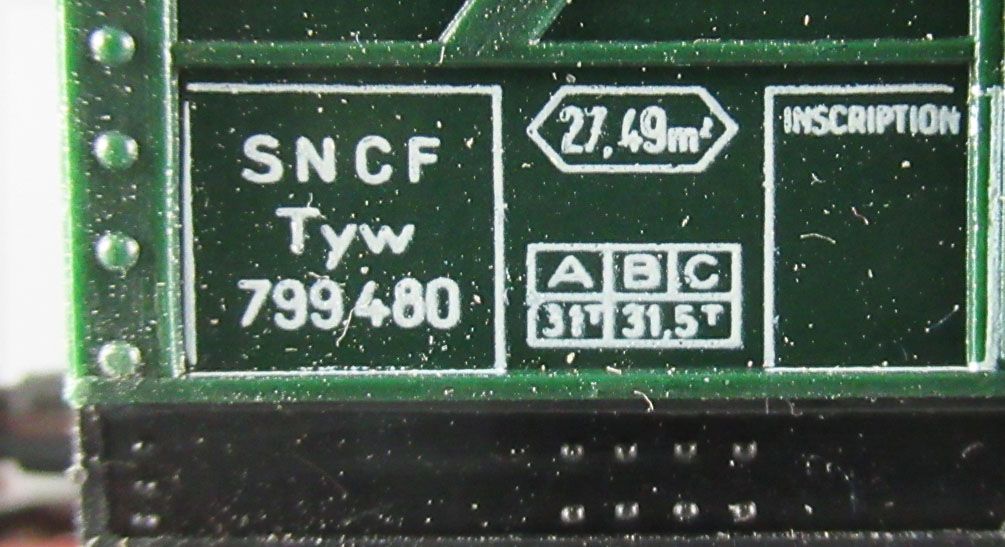 SNCF
Tyw
799480
27,49m²
A B C
31T 31,5T
INSCRIPTION